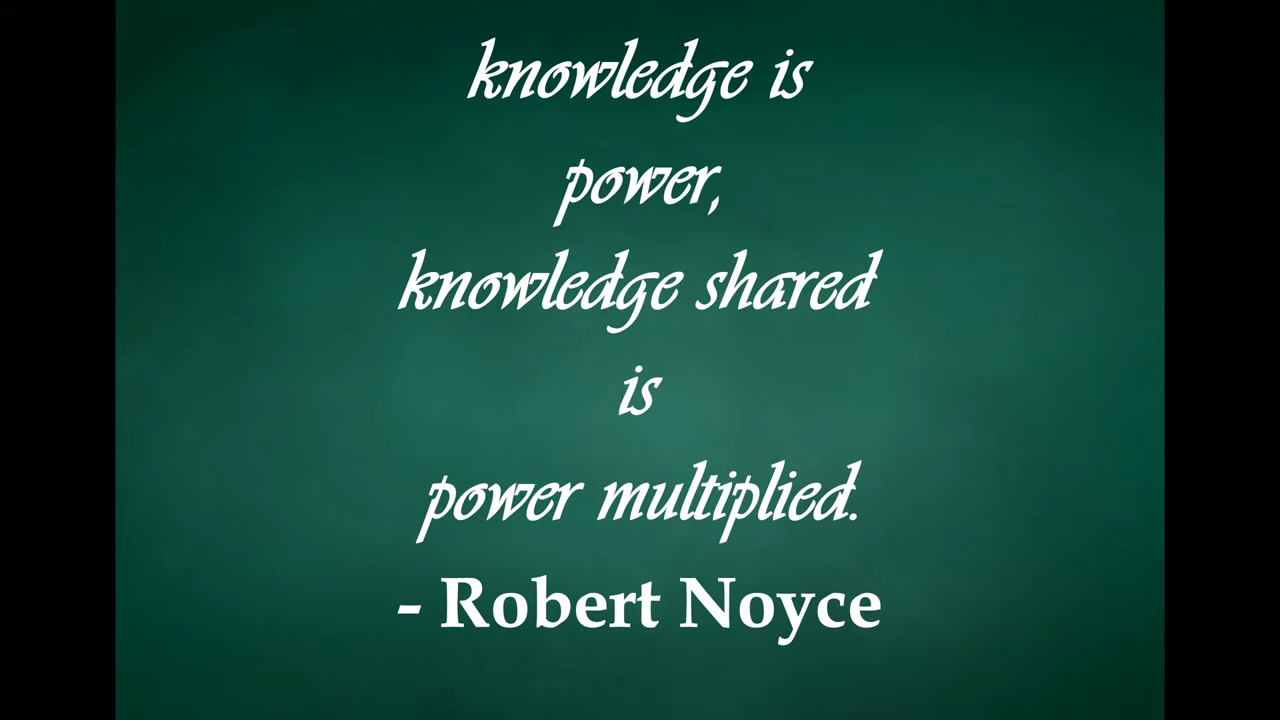 knowledge is
power,
knowledge shared
is
power multiplied.
- Robert Noyce